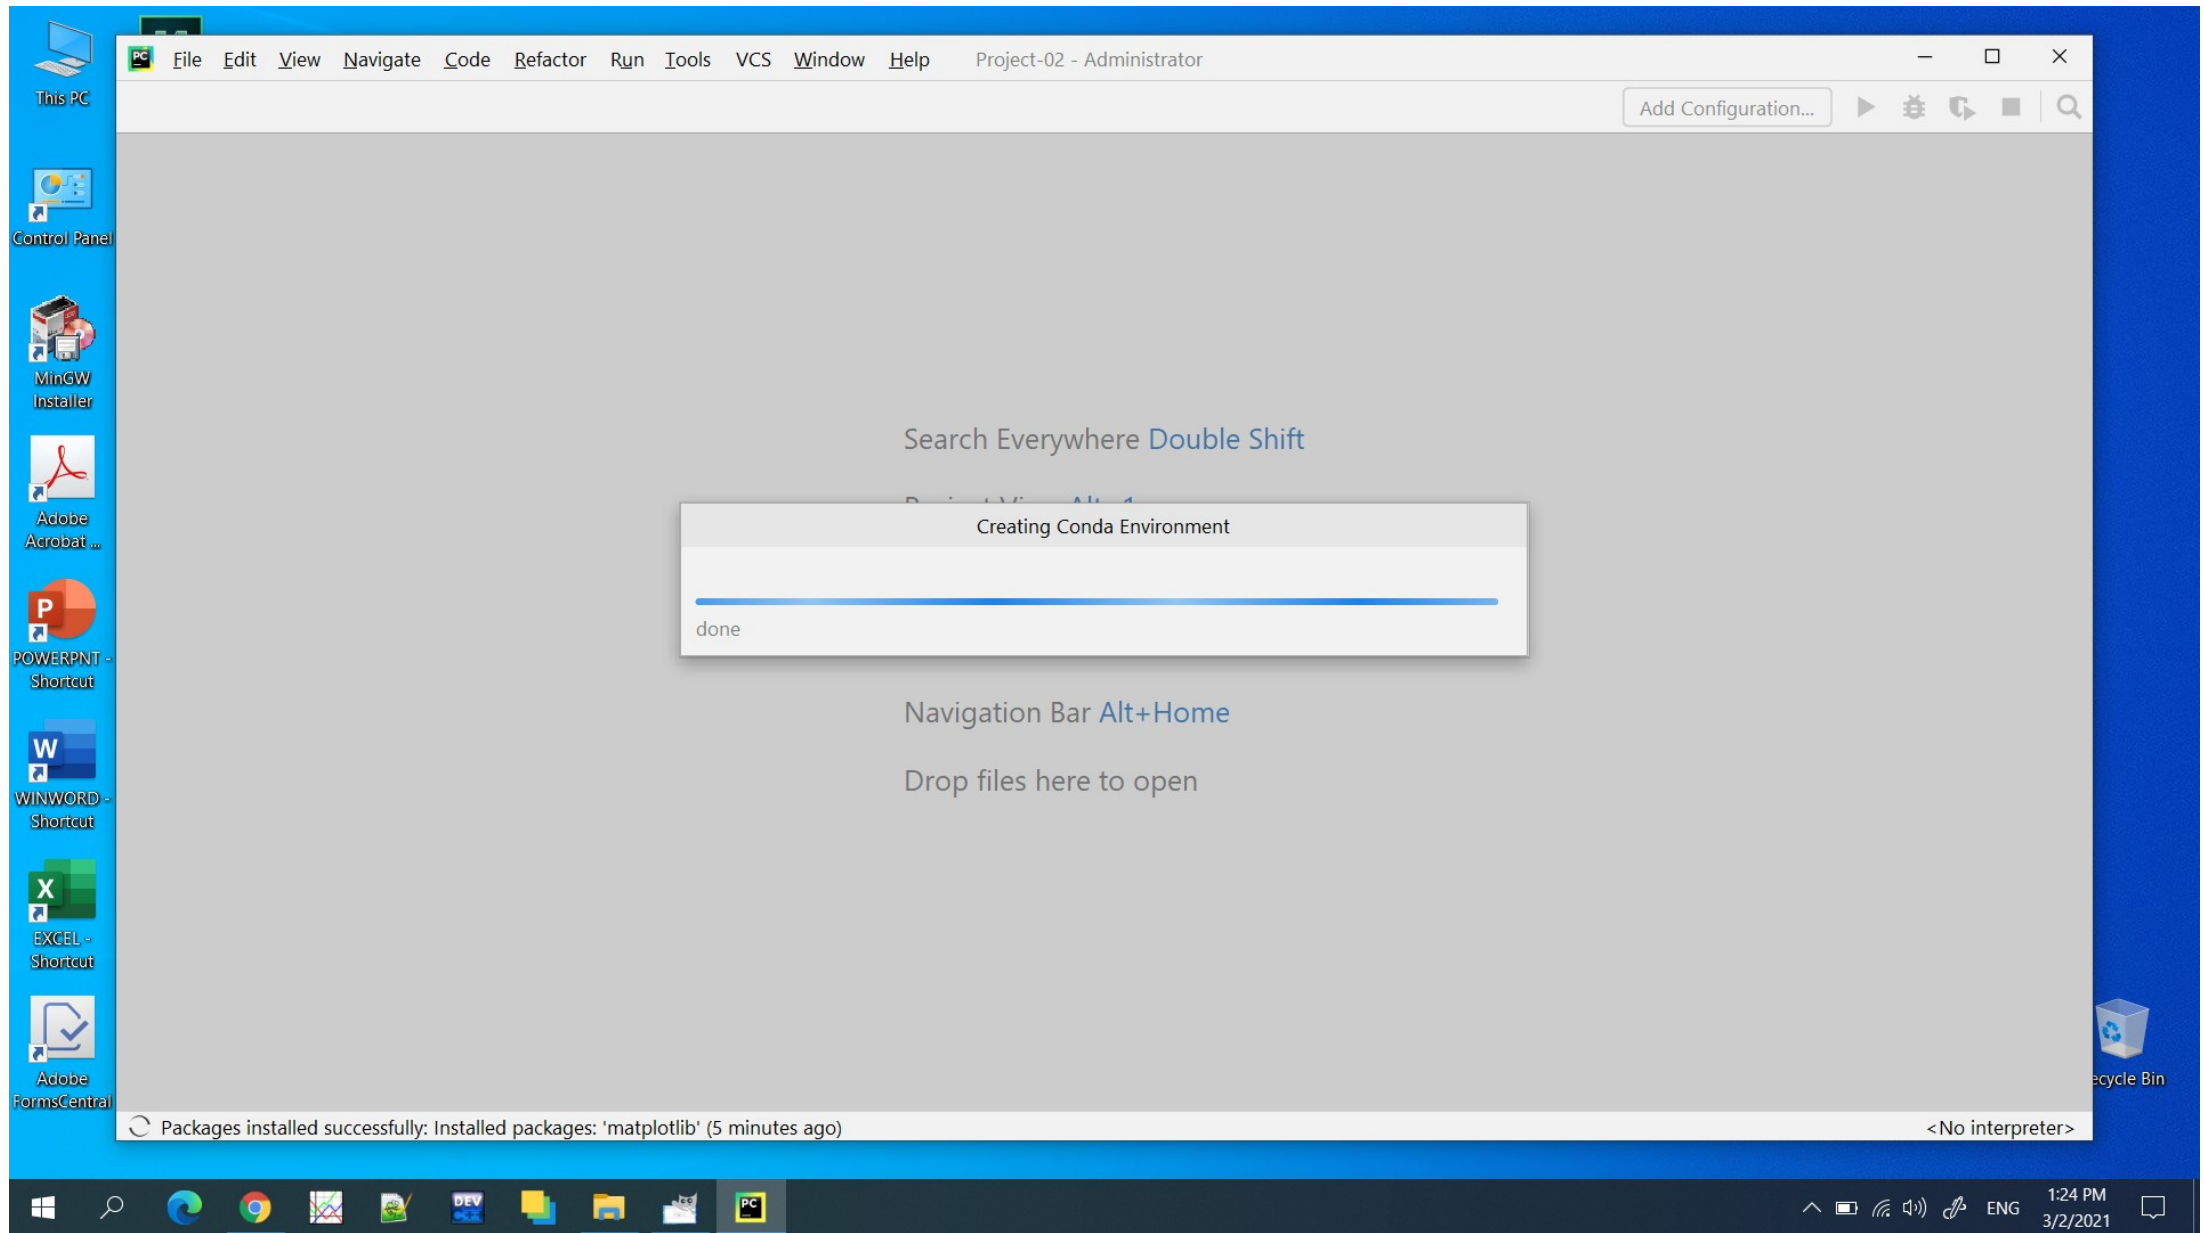 This PC
Control Panel
MinGW
Installer
Adobe
Acrobat ...
POWERPNT -
Shortcut
WINWORD -
Shortcut
EXCEL -
Shortcut
Adobe
FormsCentral
PC File Edit View Navigate Code Refactor Run Tools VCS Window Help Project-02 - Administrator
Add Configuration...
Search Everywhere Double Shift
Creating Conda Environment
done
Navigation Bar Alt+Home
Drop files here to open
Packages installed successfully: Installed packages: 'matplotlib' (5 minutes ago)
<No interpreter>
ecycle Bin
DEV
C++
PC
ENG
1:24 PM
3/2/2021